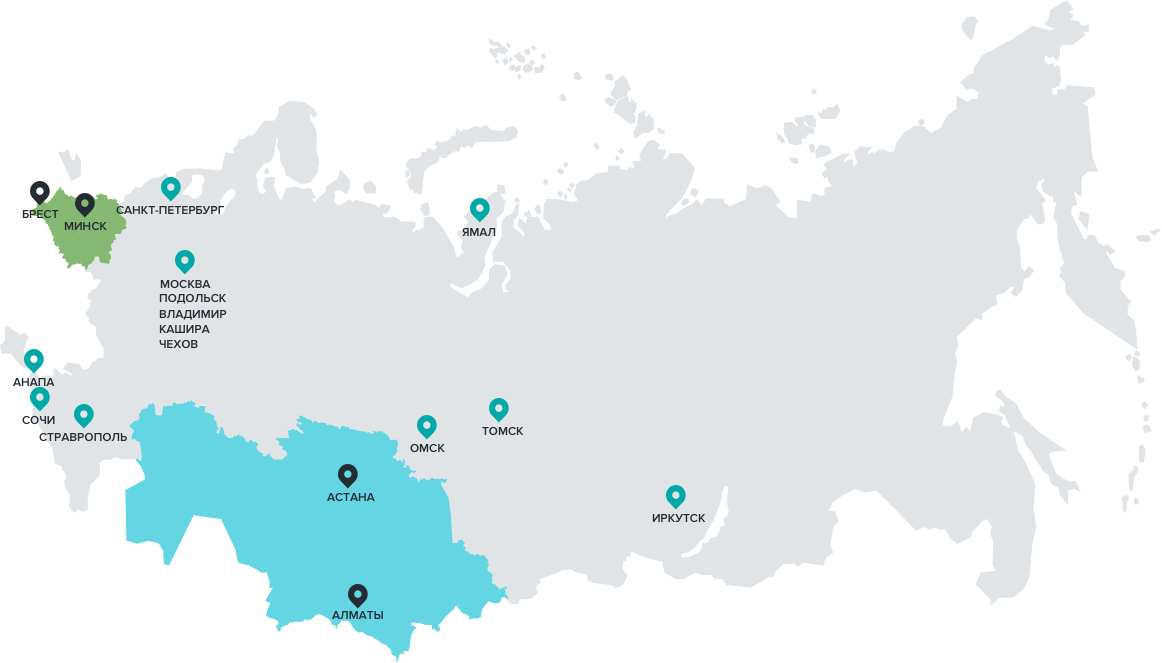 БРЕСТ
САНКТ-ПЕТЕРБУРГ
МИНСК
ЯМАЛ
МОСКВА
ПОДОЛЬСК
ВЛАДИМИР
КАШИРА
ЧЕХОВ
АНАПА
СОЧИ
СТРАВРОПОЛЬ
ТОМСК
ОМСК
АСТАНА
ИРКУТСК
АЛМАТЫ